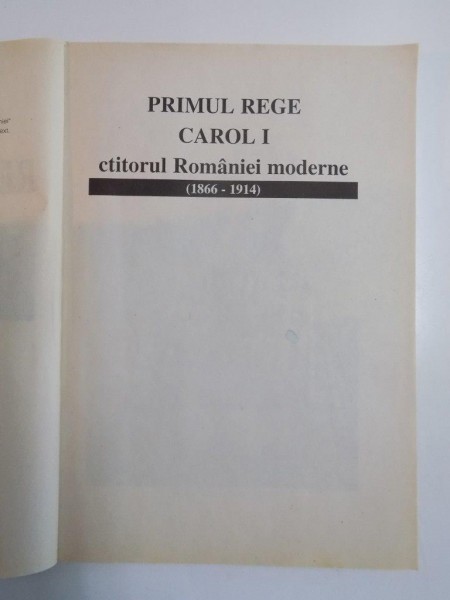 PRIMUL REGE
CAROL I
ctitorul României moderne
(1866 - 1914)